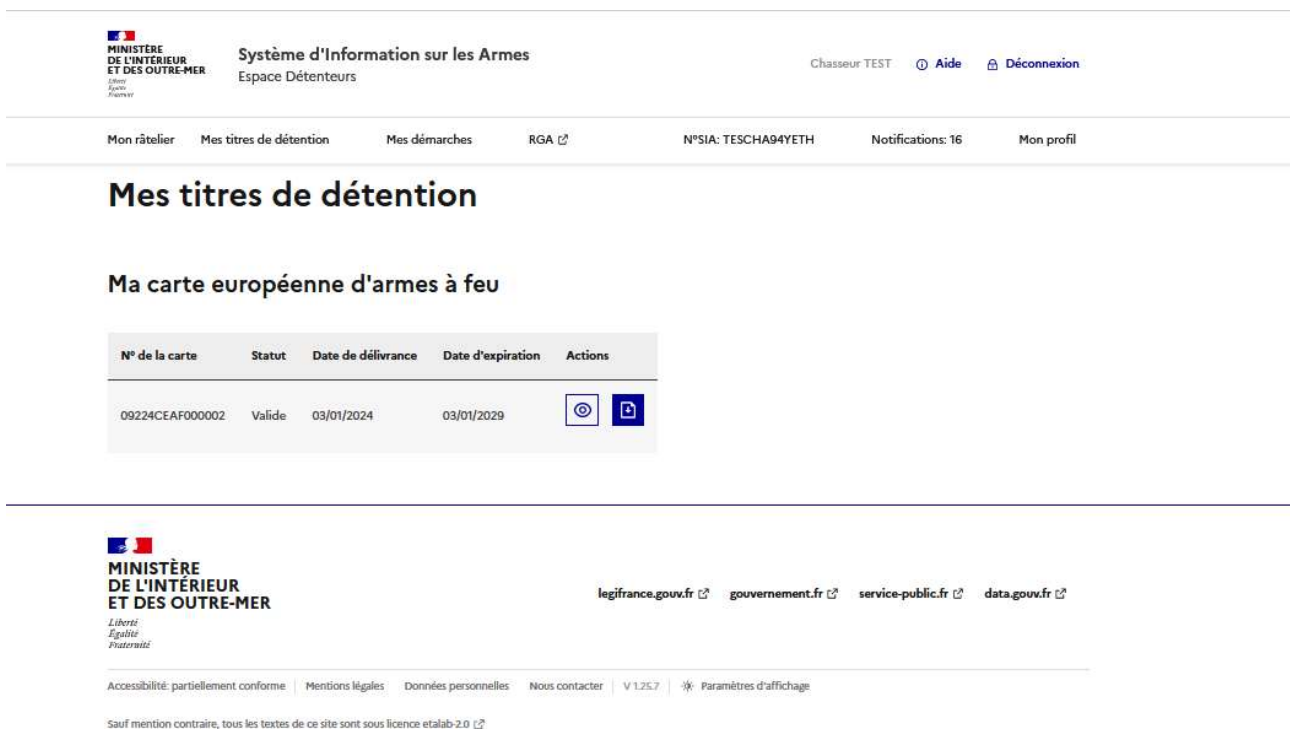 MINISTÈRE
DE L'INTÉRIEUR
ET DES OUTRE-MER
Liberté
Égalité
Fraternité
Système d'Information sur les Armes
Espace Détenteurs
Chasseur TEST Aide Déconnexion
Mon râtelier Mes titres de détention Mes démarches RGA N°SIA: TESCHA94YETH Notifications: 16 Mon profil
Mes titres de détention
Ma carte européenne d'armes à feu
N° de la carte Statut Date de délivrance Date d'expiration Actions
09224CEAF000002 Valide 03/01/2024 03/01/2029
MINISTÈRE
DE L'INTÉRIEUR
ET DES OUTRE-MER
Liberté
Égalité
Fraternité
legifrance.gouv.fr gouvernement.fr service-public.fr data.gouv.fr
Accessibilité: partiellement conforme Mentions légales Données personnelles Nous contacter V 1.25.7 Paramètres d'affichage
Sauf mention contraire, tous les textes de ce site sont sous licence etalab-2.0